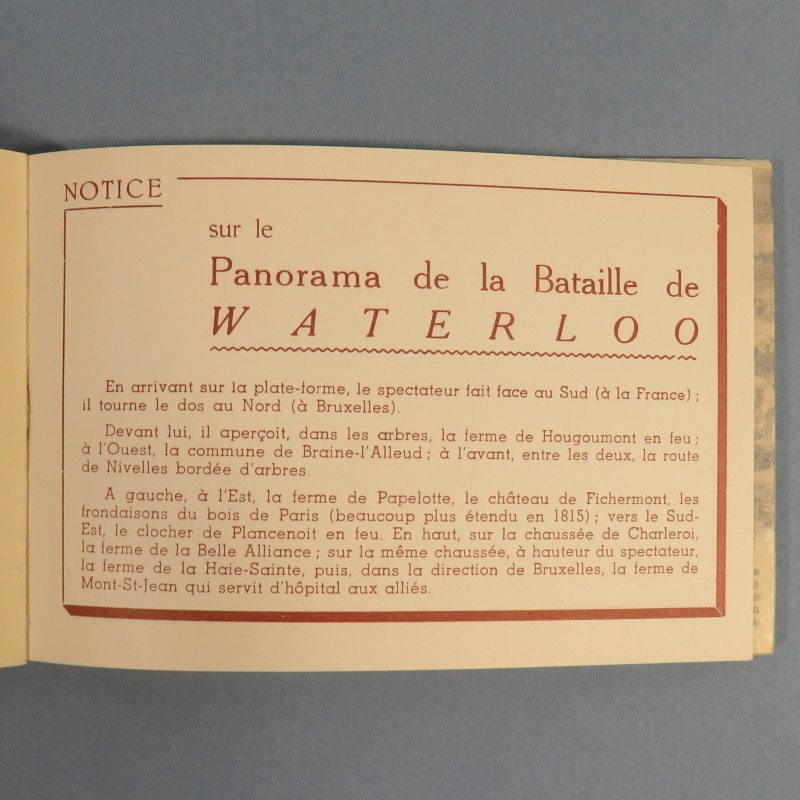 NOTICE
sur le
Panorama de la Bataille de
WATERLOO
En arrivant sur la plate-forme, le spectateur fait face au Sud (à la France) ;
il tourne le dos au Nord (à Bruxelles).
Devant lui, il aperçoit, dans les arbres, la ferme de Hougoumont en feu ;
à l'Ouest, la commune de Braine-l'Alleud ; à l'avant, entre les deux, la route
de Nivelles bordée d'arbres.
A gauche, à l'Est, la ferme de Papelotte, le château de Fichermont, les
frondaisons du bois de Paris (beaucoup plus étendu en 1815) ; vers le Sud-
Est, le clocher de Plancenoit en feu. En haut, sur la chaussée de Charleroi,
la ferme de la Belle Alliance ; sur la même chaussée, à hauteur du spectateur,
la ferme de la Haie-Sainte, puis, dans la direction de Bruxelles, la ferme de
Mont-St-Jean qui servit d'hôpital aux alliés.